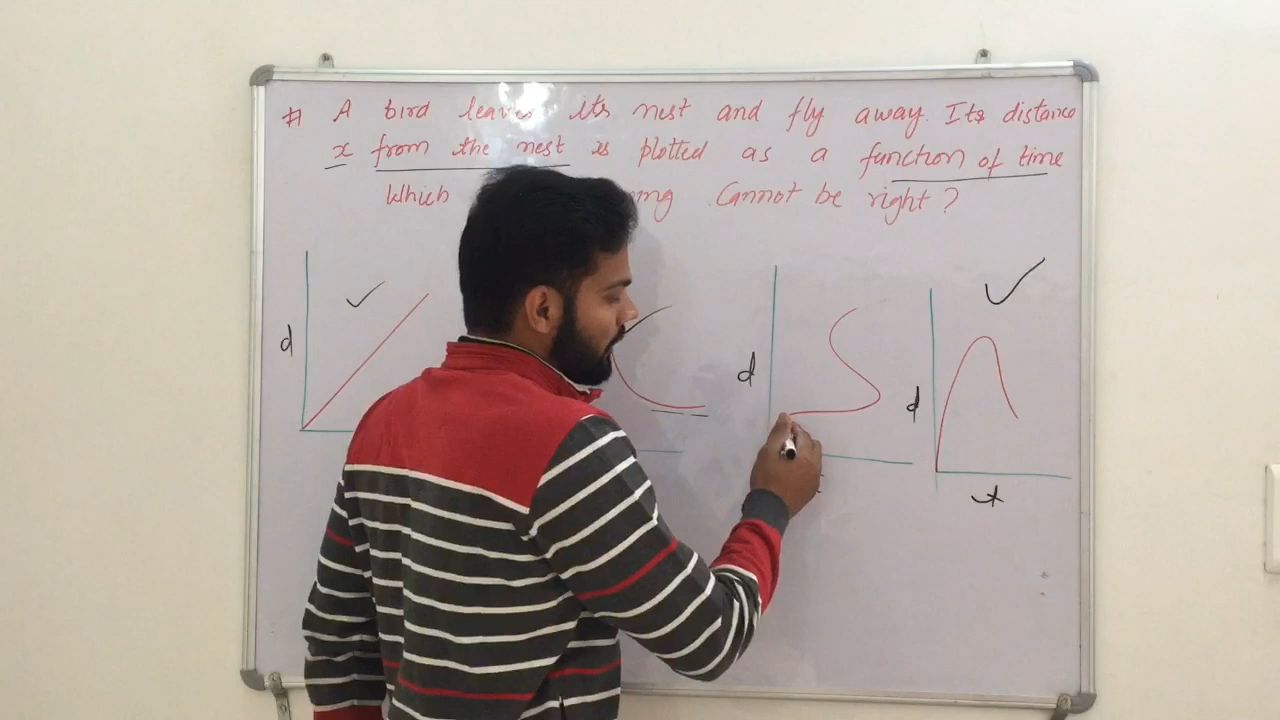 # A bird leaves its nest and fly away. Its distance
x from the nest is plotted as a function of time
Which cannot be right ?
d
d
d
t